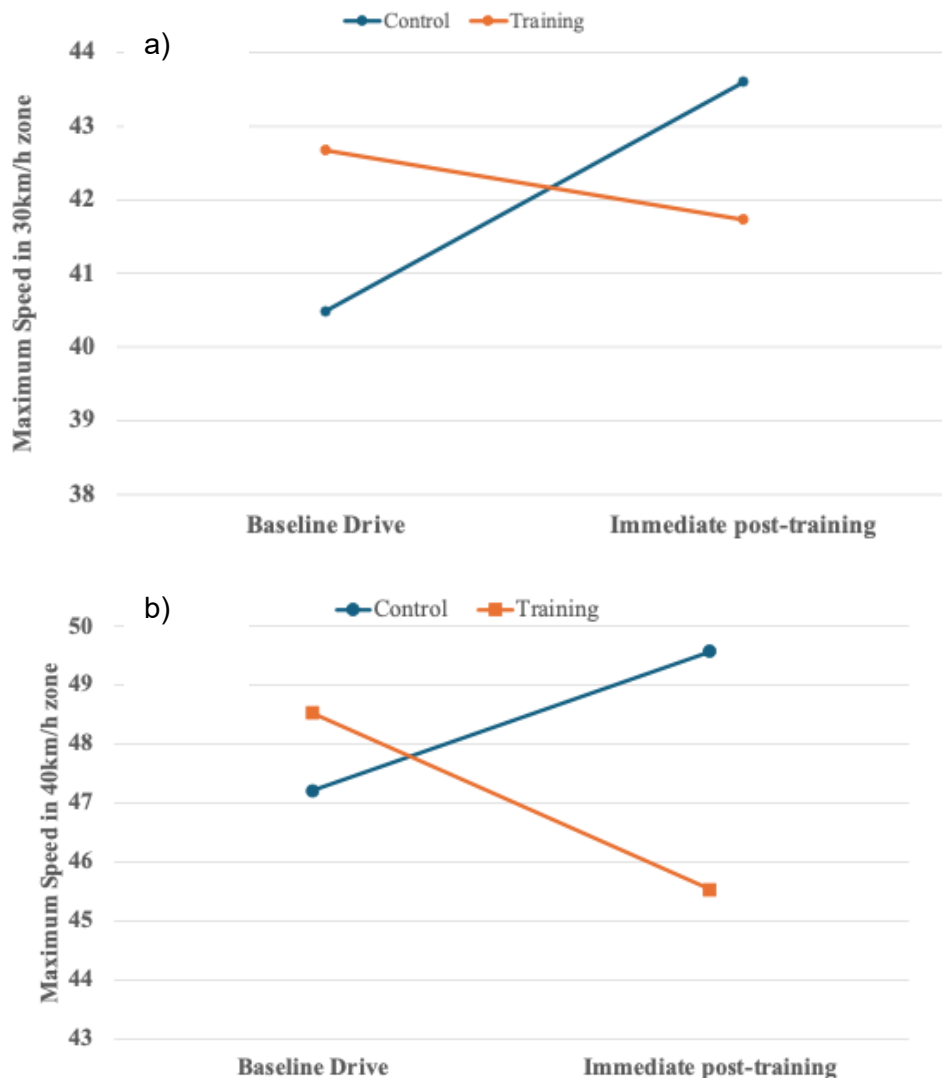 Control Training
a)
Maximum Speed in 30km/h zone
44
43
42
41
40
39
38
Baseline Drive Immediate post-training
b)
Control Training
Maximum Speed in 40km/h zone
50
49
48
47
46
45
44
43
Baseline Drive Immediate post-training